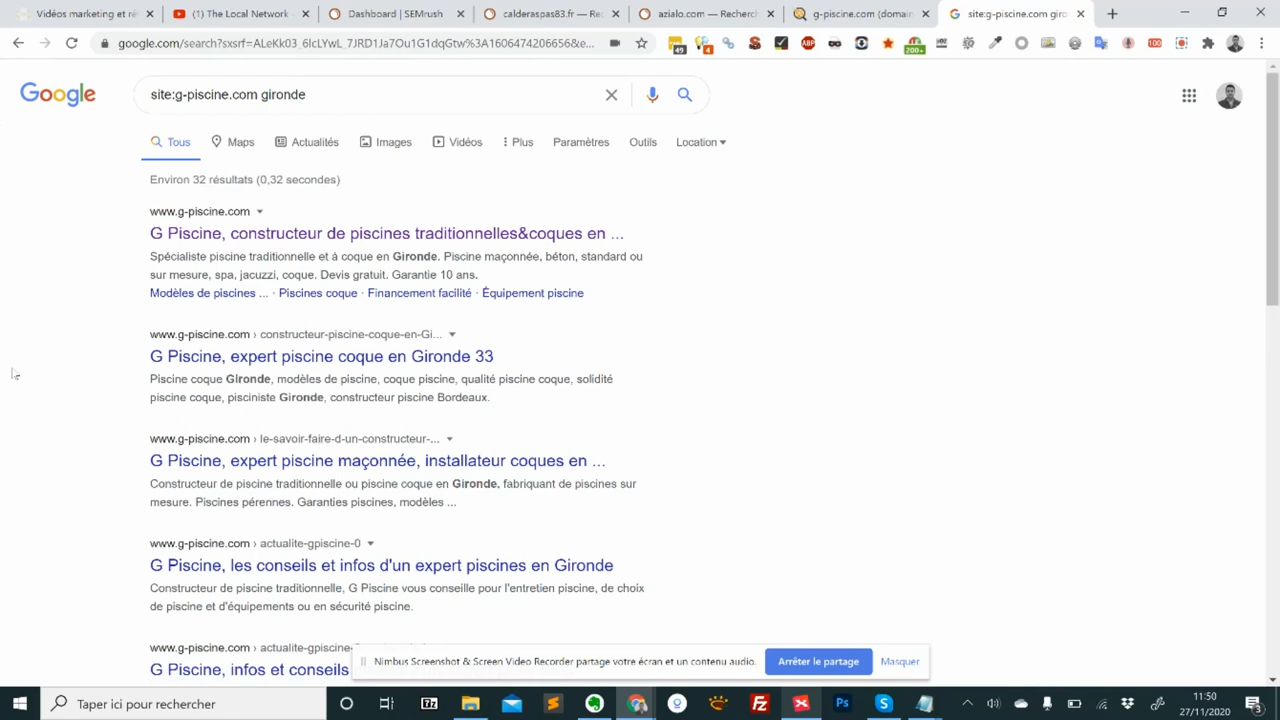 Vidéos marketing et ré
(1) The Local Network -
Dashboard | SEMrush
calderaspas83.fr — Re
azialo.com — Recherch
g-piscine.com (domain
site:g-piscine.com giro
google.com/search?sxsrf=ALeKk03_6lcLYwL_7JRD1Ja7Ou1G1dqGtw%3A1606474206656&e...
Google
site:g-piscine.com gironde
Tous
Maps
Actualités
Images
Vidéos
Plus
Paramètres
Outils
Location
Environ 32 résultats (0,32 secondes)
www.g-piscine.com
G Piscine, constructeur de piscines traditionnelles&coques en ...
Spécialiste piscine traditionnelle et à coque en Gironde. Piscine maçonnée, béton, standard ou
sur mesure, spa, jacuzzi, coque. Devis gratuit. Garantie 10 ans.
Modèles de piscines ... · Piscines coque · Financement facilité · Équipement piscine
www.g-piscine.com › constructeur-piscine-coque-en-Gi...
G Piscine, expert piscine coque en Gironde 33
Piscine coque Gironde, modèles de piscine, coque piscine, qualité piscine coque, solidité
piscine coque, pisciniste Gironde, constructeur piscine Bordeaux.
www.g-piscine.com › le-savoir-faire-d-un-constructeur-...
G Piscine, expert piscine maçonnée, installateur coques en ...
Constructeur de piscine traditionnelle ou piscine coque en Gironde, fabriquant de piscines sur
mesure. Piscines pérennes. Garanties piscines, modèles ...
www.g-piscine.com › actualite-gpiscine-0
G Piscine, les conseils et infos d'un expert piscines en Gironde
Constructeur de piscine traditionnelle, G Piscine vous conseille pour l'entretien piscine, de choix
de piscine et d'équipements ou en sécurité piscine.
www.g-piscine.com › actualite-gpiscine-
G Piscine, infos et conseils
Nimbus Screenshot & Screen Video Recorder partage votre écran et un contenu audio.
Arrêter le partage
Masquer
Taper ici pour rechercher
11:50
27/11/2020